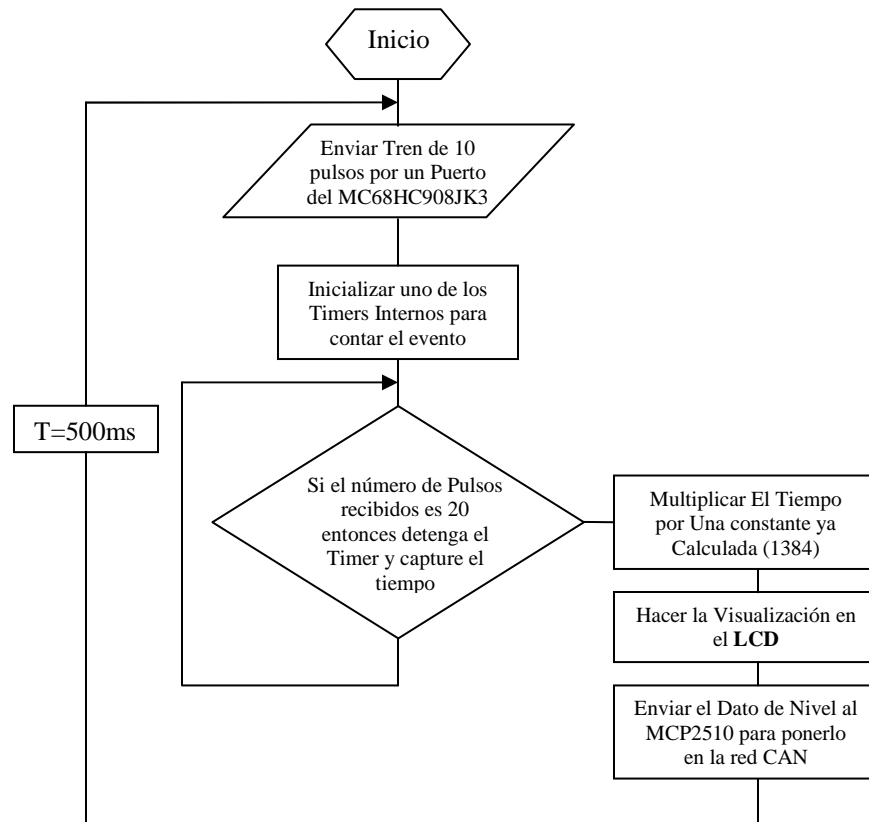 Inicio
Enviar Tren de 10
pulsos por un Puerto
del MC68HC908JK3
Inicializar uno de los
Timers Internos para
contar el evento
T=500ms
Si el número de Pulsos
recibidos es 20
entonces detenga el
Timer y capture el
tiempo
Multiplicar El Tiempo
por Una constante ya
Calculada (1384)
Hacer la Visualización en
el LCD
Enviar el Dato de Nivel al
MCP2510 para ponerlo
en la red CAN